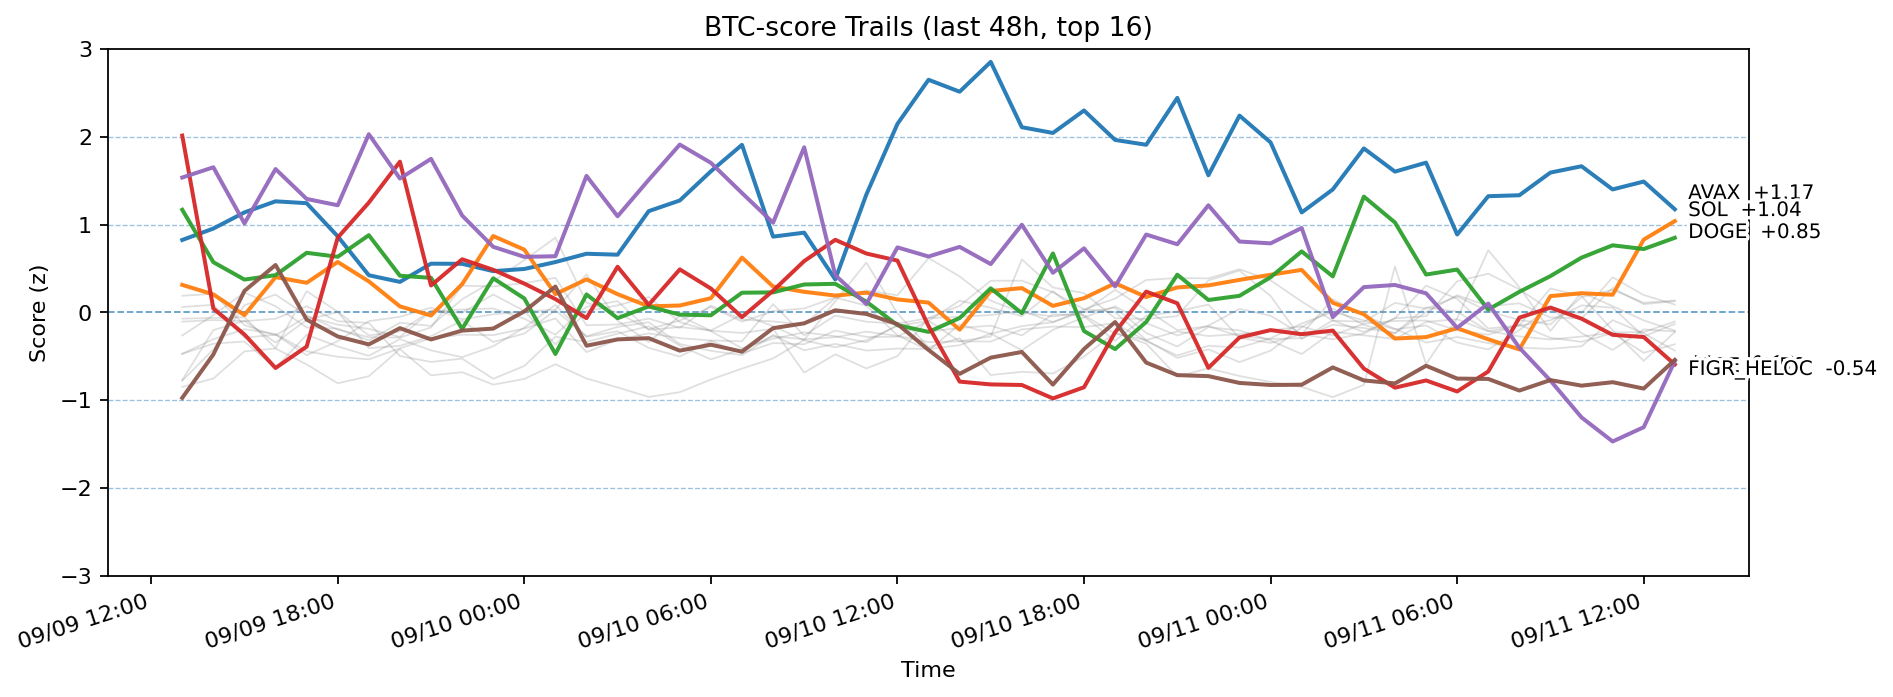 BTC-score Trails (last 48h, top 16)
Score (z)
3
2
1
0
−1
−2
−3
AVAX +1.17
SOL +1.04
DOGE +0.85
FIGR_HELOC -0.54
09/09 12:00
09/09 18:00
09/10 00:00
09/10 06:00
09/10 12:00
09/10 18:00
09/11 00:00
09/11 06:00
09/11 12:00
Time